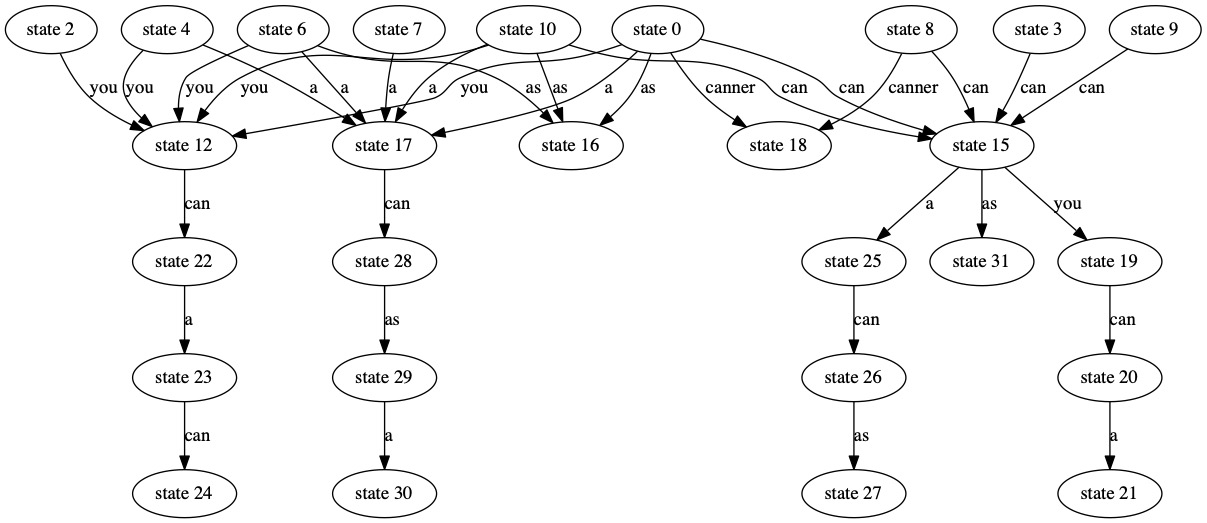 state 2 state 4 state 6 state 7 state 10 state 0 state 8 state 3 state 9
you you you a you a a a you as as a as canner can can canner can can can
state 12 state 17 state 16 state 18 state 15
can can a as you
state 22 state 28 state 25 state 31 state 19
a as can can
state 23 state 29 state 26 state 20
can a as a
state 24 state 30 state 27 state 21